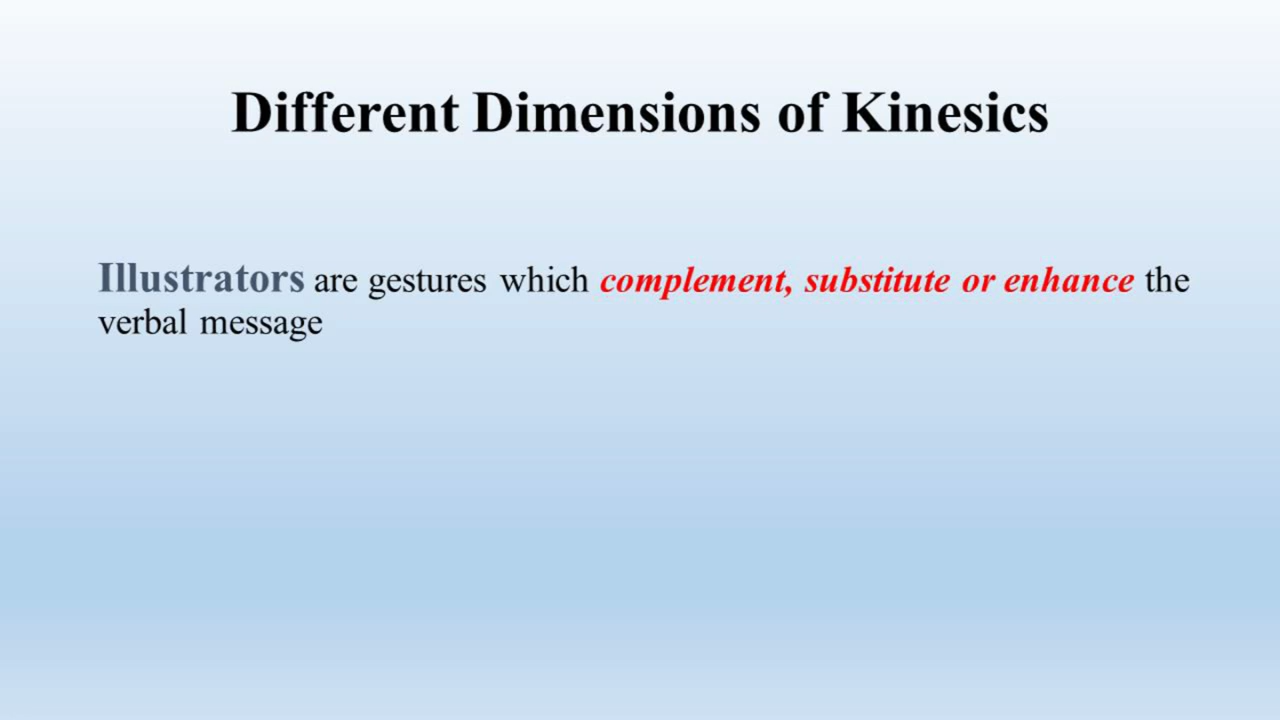 Different Dimensions of Kinesics
Illustrators are gestures which complement, substitute or enhance the
verbal message